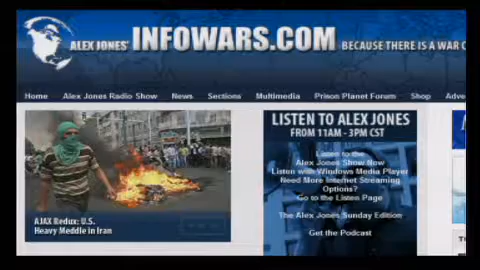 ALEX JONES' INFOWARS.COM BECAUSE THERE IS A WAR
Home Alex Jones Radio Show News Sections Multimedia Prison Planet Forum Shop Adve
LISTEN TO ALEX JONES
FROM 11AM - 3PM CST
Listen to the
Alex Jones Show Now
Listen with Windows Media Player
Need More Internet Streaming
Options?
Go to the Listen Page
The Alex Jones Sunday Edition
Get the Podcast
AJAX Redux: U.S.
Heavy Meddle in Iran